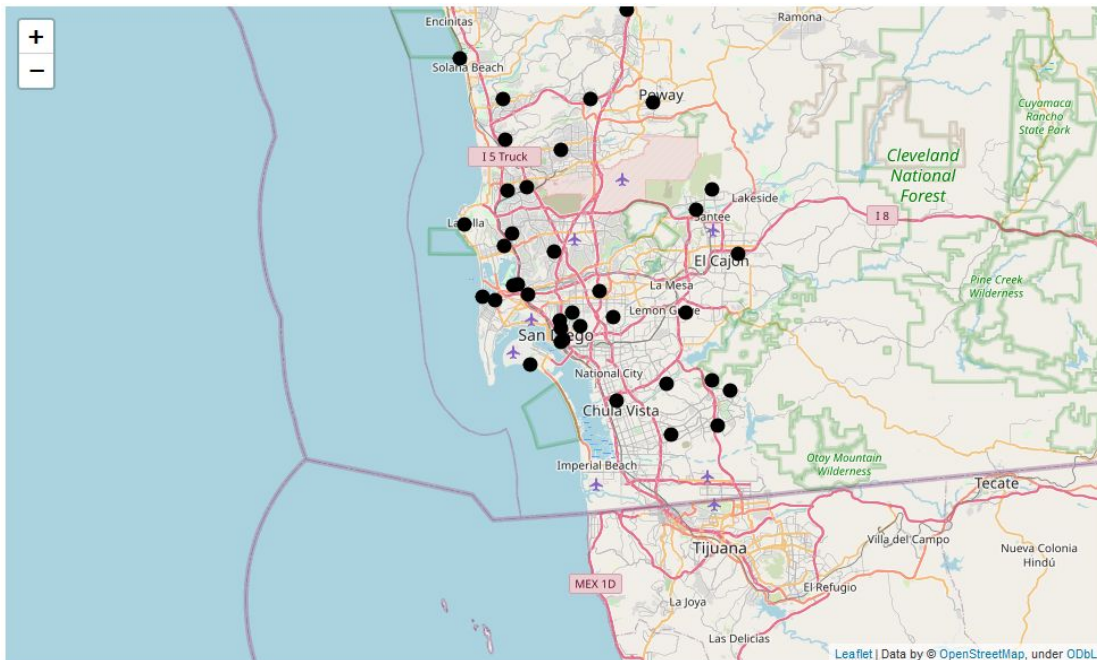 +
−
Encinitas
Ramona
Solana Beach
Poway
Cuyamaca
Rancho
State Park
I 5 Truck
Cleveland
National
Forest
Lakeside
I 8
Santee
El Cajon
La Mesa
Pine Creek
Wilderness
San Diego
National City
Chula Vista
Imperial Beach
Otay Mountain
Wilderness
Tecate
Tijuana
Villa del Campo
Nueva Colonia
Hindú
MEX 1D
El Refugio
La Joya
Las Delicias
Leaflet | Data by © OpenStreetMap, under ODbL